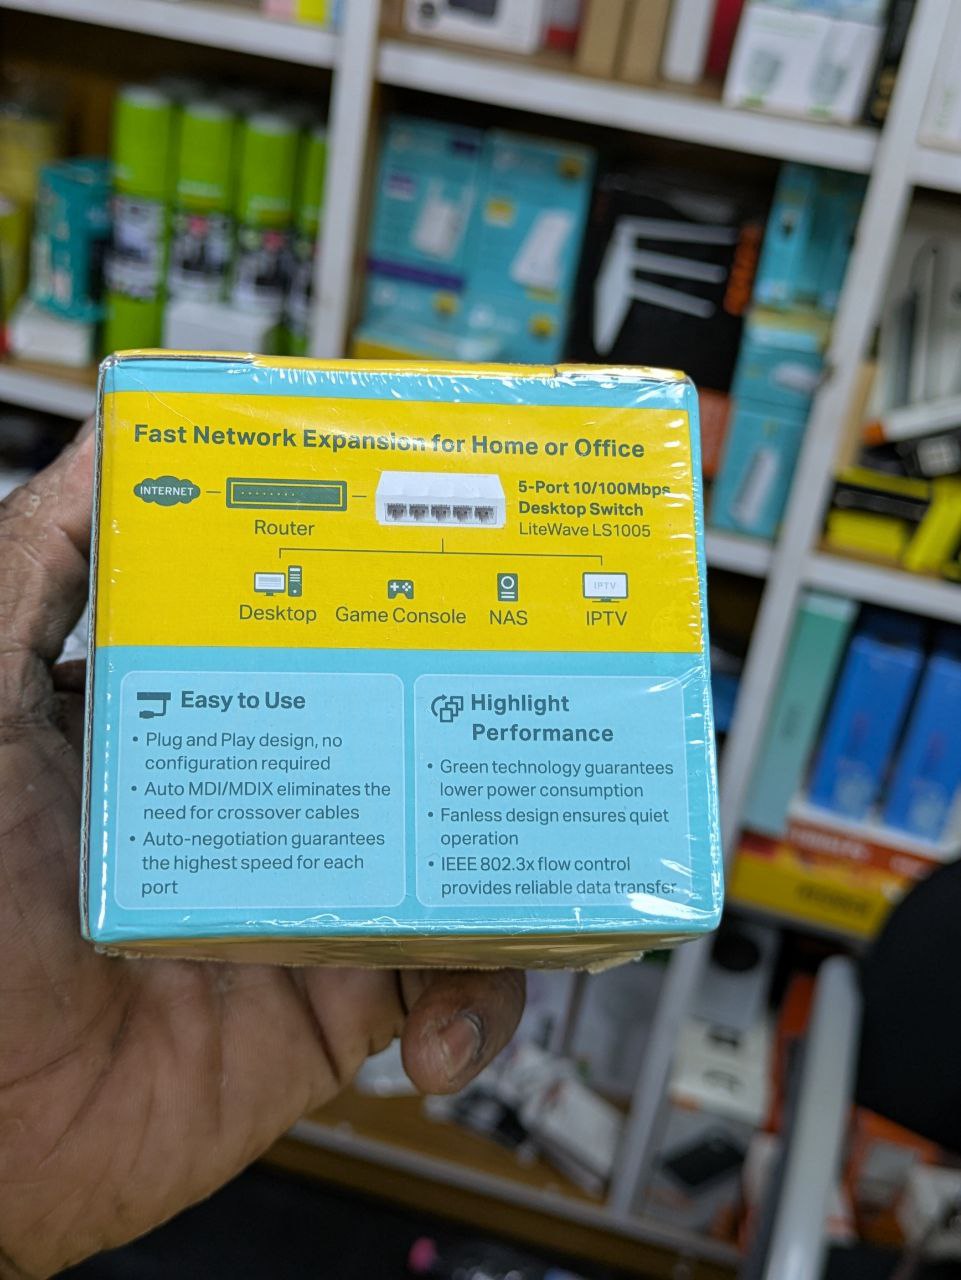 Fast Network Expansion for Home or Office
INTERNET
Router
5-Port 10/100Mbps
Desktop Switch
LiteWave LS1005
Desktop
Game Console
NAS
IPTV
IPTV
Easy to Use
• Plug and Play design, no
configuration required
• Auto MDI/MDIX eliminates the
need for crossover cables
• Auto-negotiation guarantees
the highest speed for each
port
Highlight
Performance
• Green technology guarantees
lower power consumption
• Fanless design ensures quiet
operation
• IEEE 802.3x flow control
provides reliable data transfer